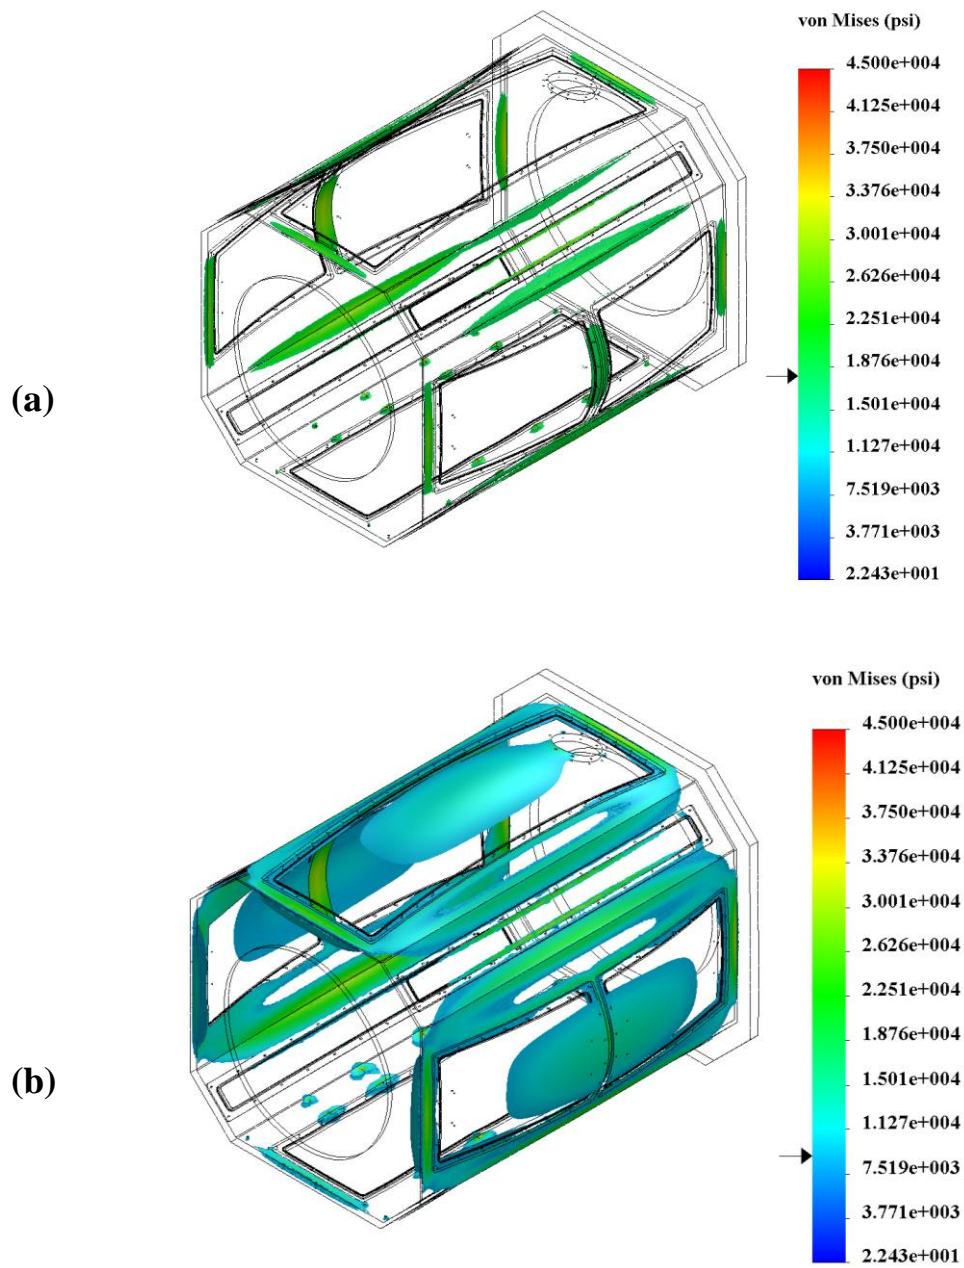 von Mises (psi)
4.500e+004
4.125e+004
3.750e+004
3.376e+004
3.001e+004
2.626e+004
2.251e+004
1.876e+004
1.501e+004
1.127e+004
7.519e+003
3.771e+003
2.243e+001
(a)
von Mises (psi)
4.500e+004
4.125e+004
3.750e+004
3.376e+004
3.001e+004
2.626e+004
2.251e+004
1.876e+004
1.501e+004
1.127e+004
7.519e+003
3.771e+003
2.243e+001
(b)